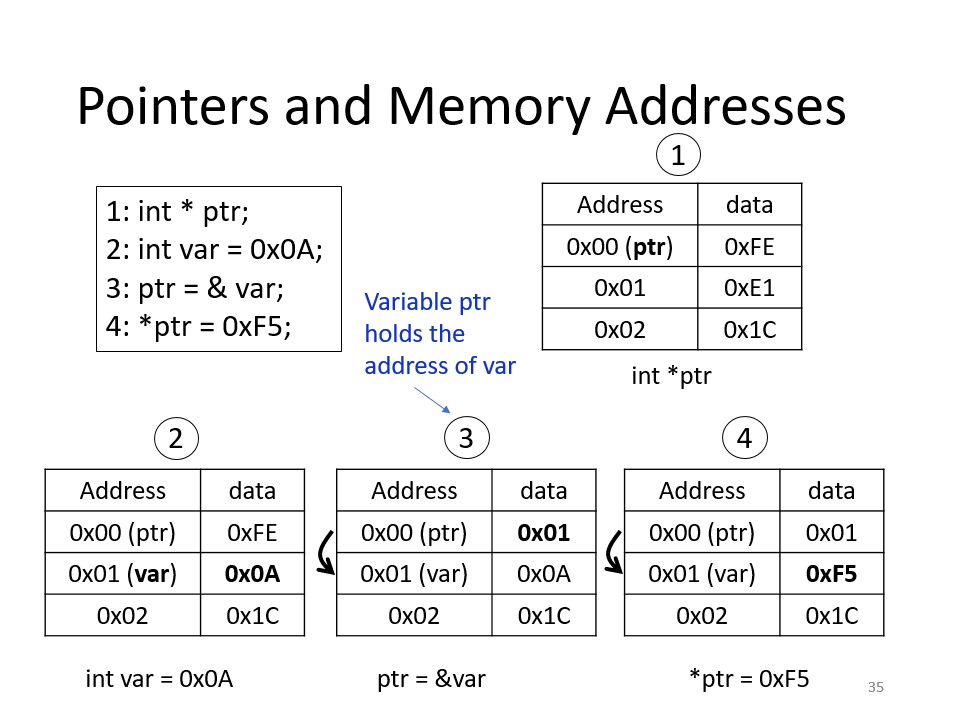 Pointers and Memory Addresses
1: int * ptr;
2: int var = 0x0A;
3: ptr = & var;
4: *ptr = 0xF5;
Variable ptr
holds the
address of var
1
Address data
0x00 (ptr) 0xFE
0x01 0xE1
0x02 0x1C
int *ptr
2
Address data
0x00 (ptr) 0xFE
0x01 (var) 0x0A
0x02 0x1C
int var = 0x0A
3
Address data
0x00 (ptr) 0x01
0x01 (var) 0x0A
0x02 0x1C
ptr = &var
4
Address data
0x00 (ptr) 0x01
0x01 (var) 0xF5
0x02 0x1C
*ptr = 0xF5
35